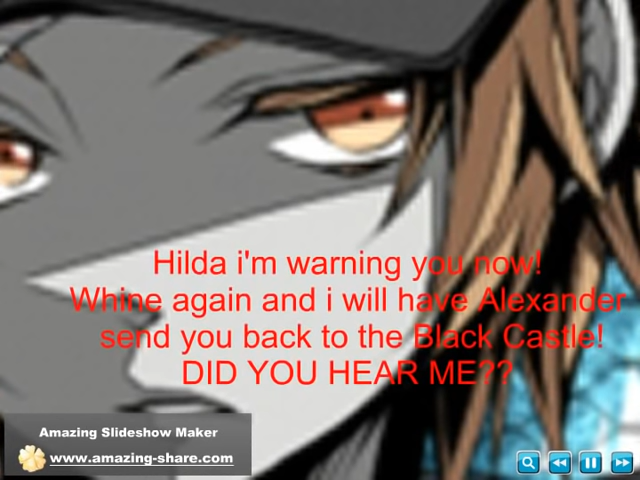 Hilda i'm warning you now!
Whine again and i will have Alexander
send you back to the Black Castle!
DID YOU HEAR ME??
Amazing Slideshow Maker
www.amazing-share.com